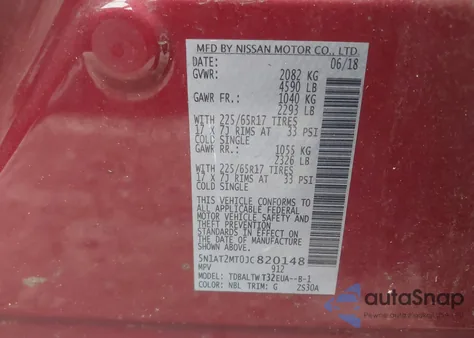 MFD BY NISSAN MOTOR CO., LTD.
DATE: 06/18
GVWR: 2082 KG
4590 LB
GAWR FR.: 1040 KG
2293 LB
WITH 225/65R17 TIRES
17 x 7J RIMS AT 33 PSI
COLD SINGLE
GAWR RR.: 1055 KG
2326 LB
WITH 225/65R17 TIRES
17 x 7J RIMS AT 33 PSI
COLD SINGLE
THIS VEHICLE CONFORMS TO
ALL APPLICABLE FEDERAL
MOTOR VEHICLE SAFETY AND
THEFT PREVENTION STANDARDS
IN EFFECT ON THE DATE OF
MANUFACTURE SHOWN ABOVE.
5N1AT2MT0JC820148
MPV 912
MODEL: TDBALTW T32EUA--B-I
COLOR: NBL TRIM: G 2S30A
autoSnap